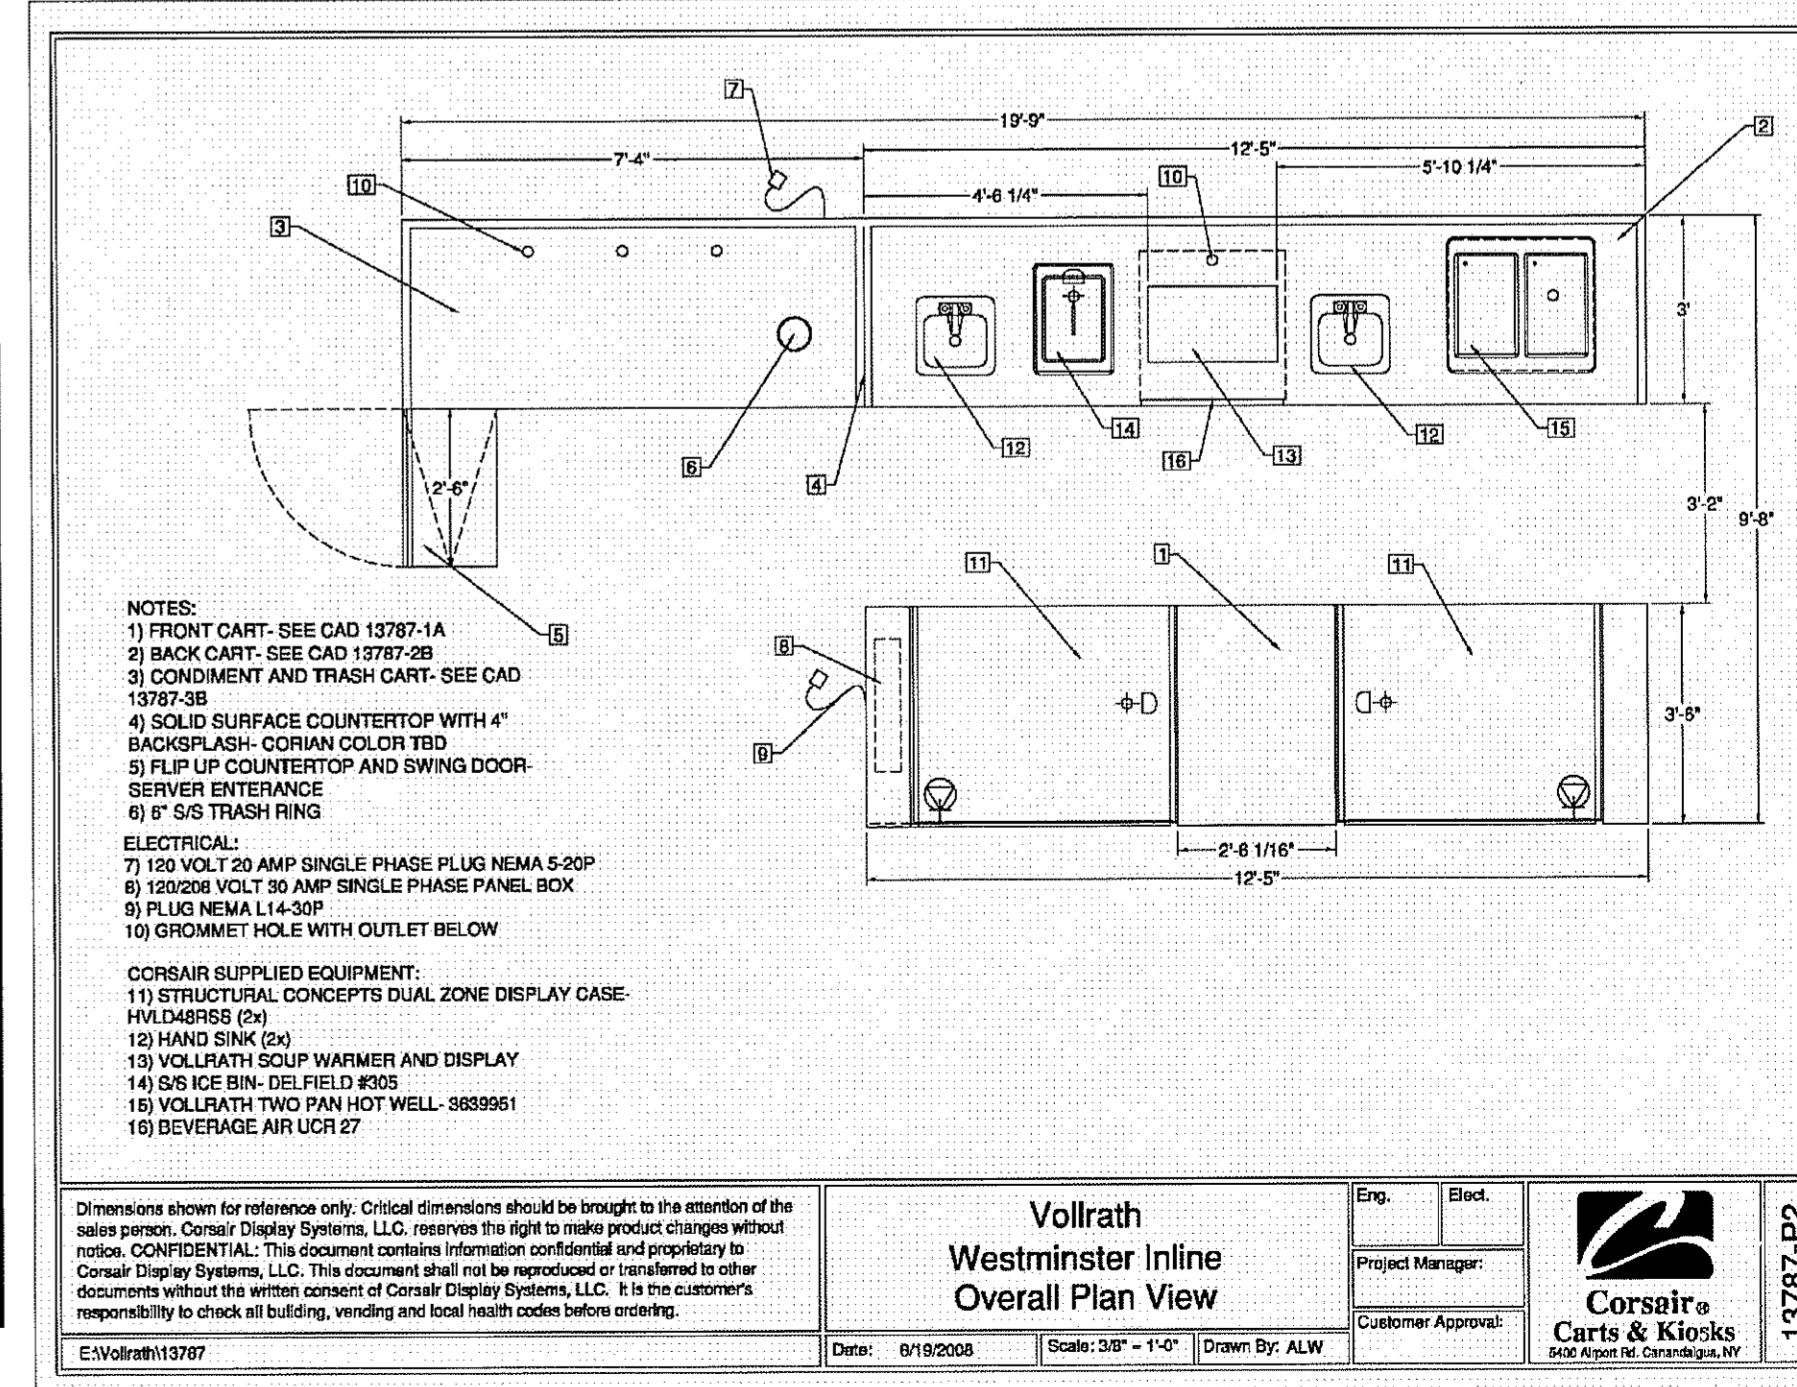 7
19'-9"
2
7'-4"
12'-5"
5'-10 1/4"
10
10
4'-6 1/4"
3
3'
12
14
16
13
12
15
6
4
2'-6"
3'-2"
9'-8"
11
1
11
5
8
9
3'-6"
2'-8 1/16"
12'-5"
NOTES:
1) FRONT CART- SEE CAD 13787-1A
2) BACK CART- SEE CAD 13787-2B
3) CONDIMENT AND TRASH CART- SEE CAD
13787-3B
4) SOLID SURFACE COUNTERTOP WITH 4"
BACKSPLASH- CORIAN COLOR TBD
5) FLIP UP COUNTERTOP AND SWING DOOR-
SERVER ENTERANCE
6) 6" S/S TRASH RING
ELECTRICAL:
7) 120 VOLT 20 AMP SINGLE PHASE PLUG NEMA 5-20P
8) 120/208 VOLT 30 AMP SINGLE PHASE PANEL BOX
9) PLUG NEMA L14-30P
10) GROMMET HOLE WITH OUTLET BELOW
CORSAIR SUPPLIED EQUIPMENT:
11) STRUCTURAL CONCEPTS DUAL ZONE DISPLAY CASE-
HVLD48RSS (2x)
12) HAND SINK (2x)
13) VOLLRATH SOUP WARMER AND DISPLAY
14) S/S ICE BIN- DELFIELD #305
15) VOLLRATH TWO PAN HOT WELL- 3639951
16) BEVERAGE AIR UCR 27
Dimensions shown for reference only. Critical dimensions should be brought to the attention of the
sales person. Corsair Display Systems, LLC. reserves the right to make product changes without
notice. CONFIDENTIAL: This document contains information confidential and proprietary to
Corsair Display Systems, LLC. This document shall not be reproduced or transferred to other
documents without the written consent of Corsair Display Systems, LLC. It is the customer's
responsibility to check all building, vending and local health codes before ordering.
E:\Vollrath\13787
Vollrath
Westminster Inline
Overall Plan View
Date: 6/19/2008
Scale: 3/8" = 1'-0"
Drawn By: ALW
Eng.
Elect.
Project Manager:
Customer Approval:
Corsair®
Carts & Kiosks
5400 Airport Rd. Canandaigua, NY
13787-P2